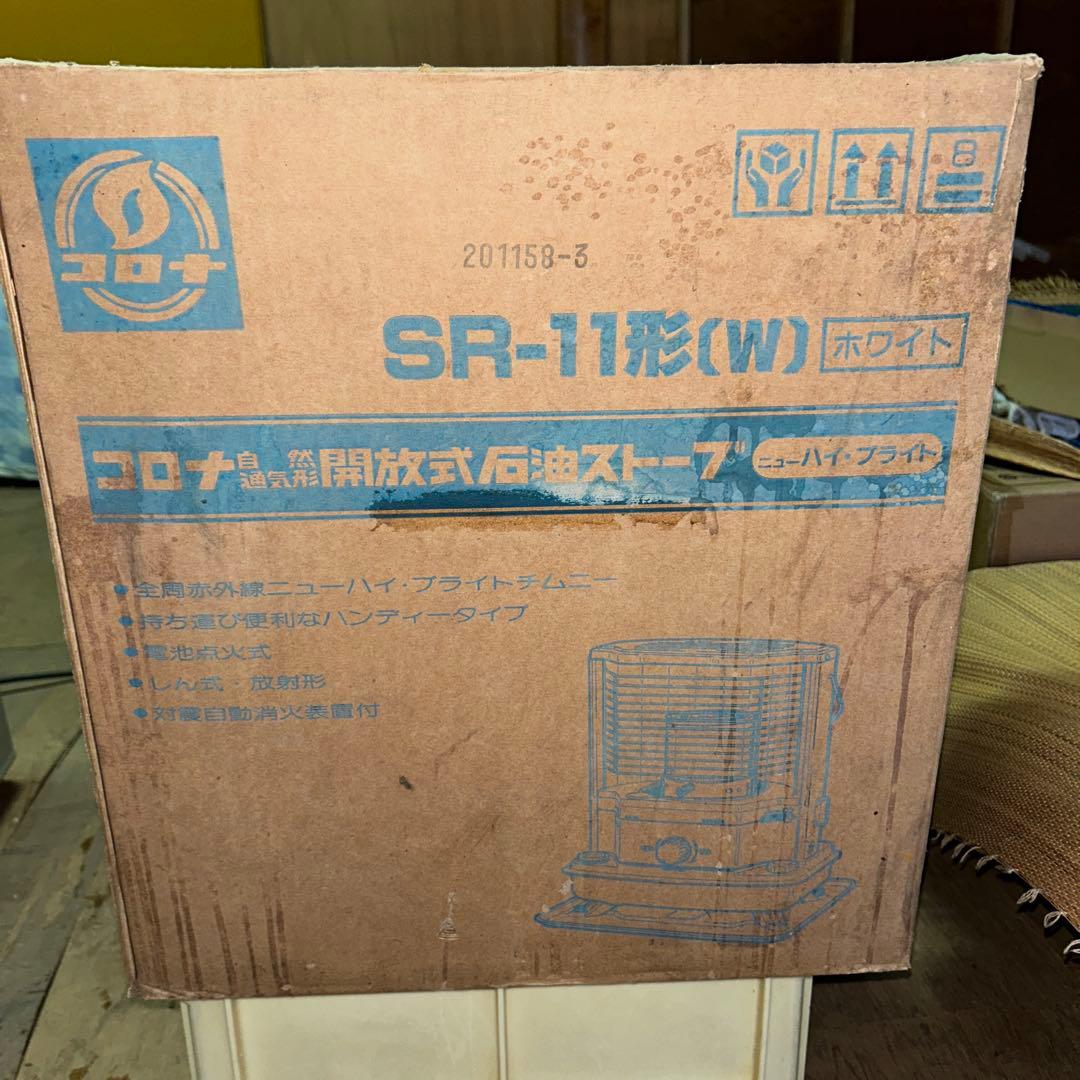 コロナ
8
201158-3
SR-11形(W) ホワイト
コロナ自然通気形開放式石油ストーブ ニューハイ・ブライト
●全周赤外線ニューハイ・ブライトチムニー
●持ち運び便利なハンディータイプ
●電池点火式
●しん式・放射形
●対震自動消火装置付